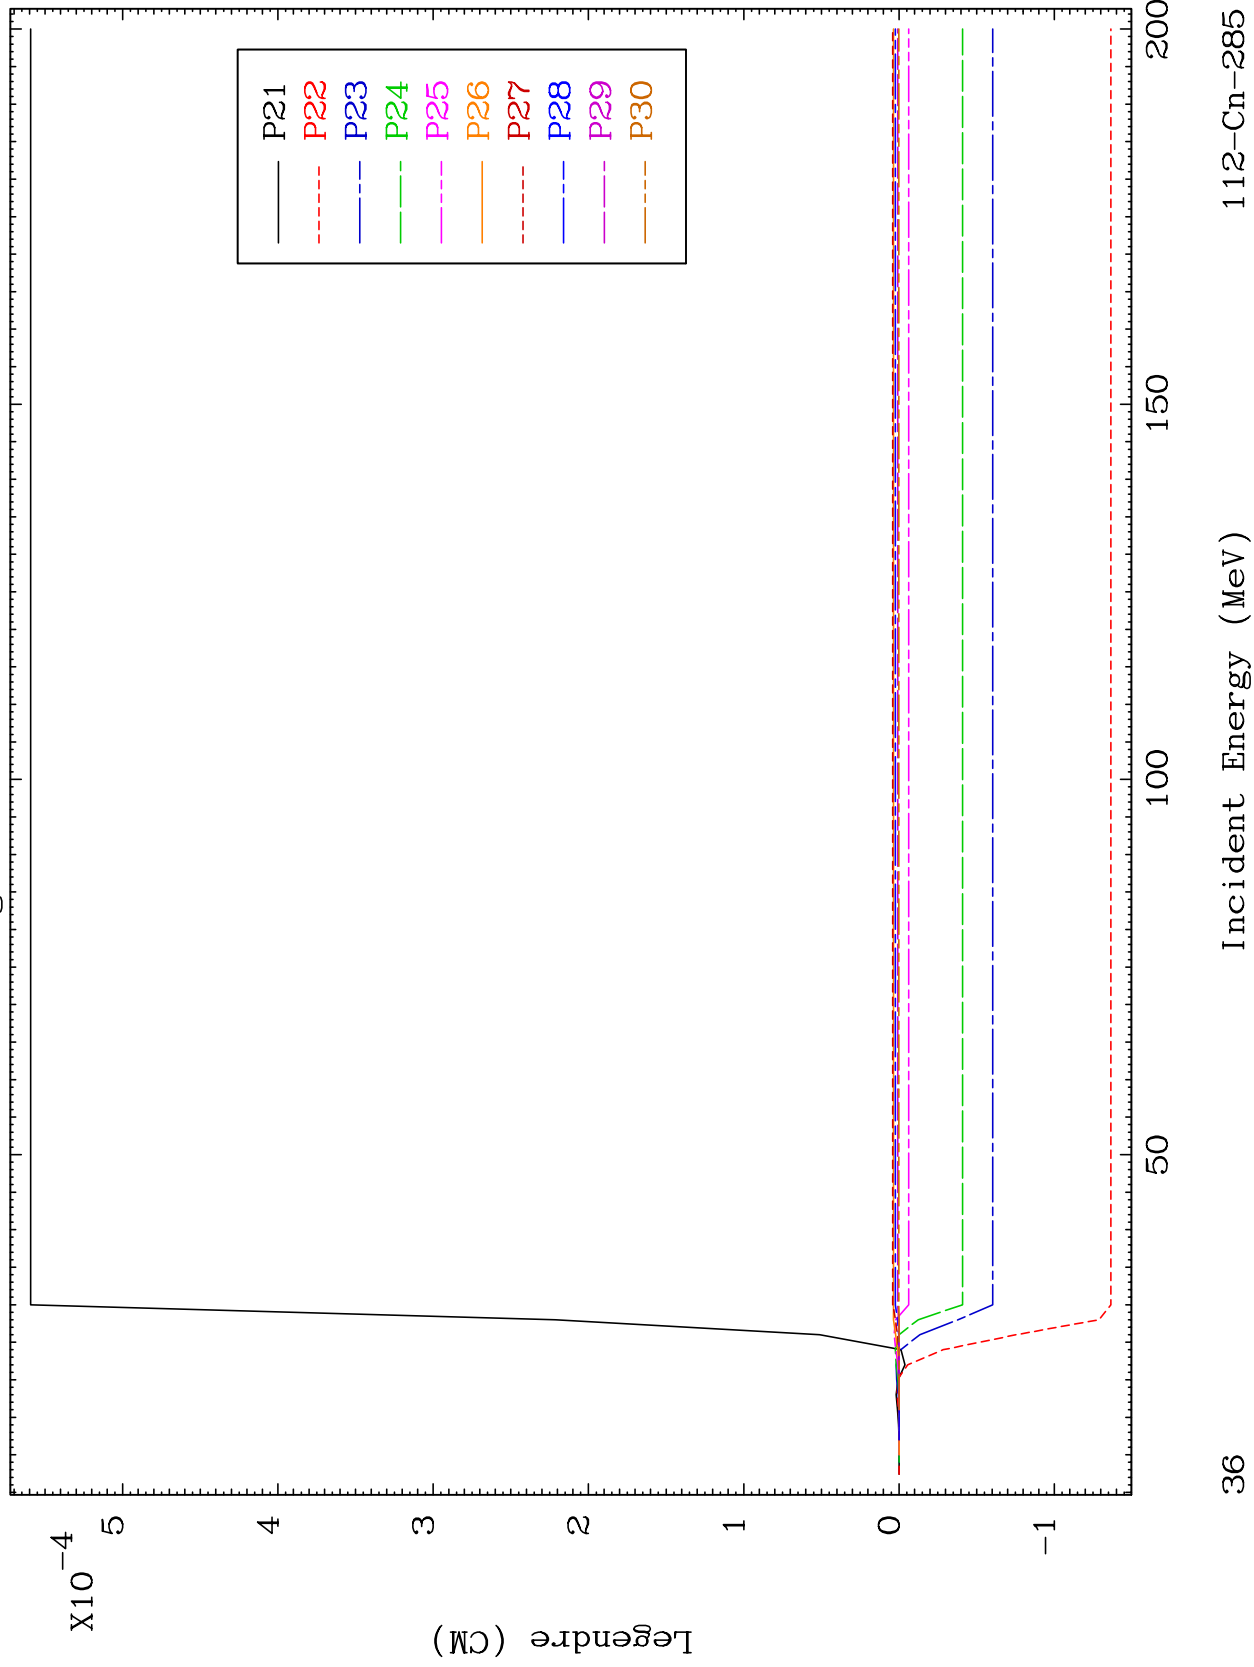 X10^-4
5
4
3
2
1
0
-1
Legendre (CM)
P21
P22
P23
P24
P25
P26
P27
P28
P29
P30
50
100
150
200
Incident Energy (MeV)
36
112-Cn-285